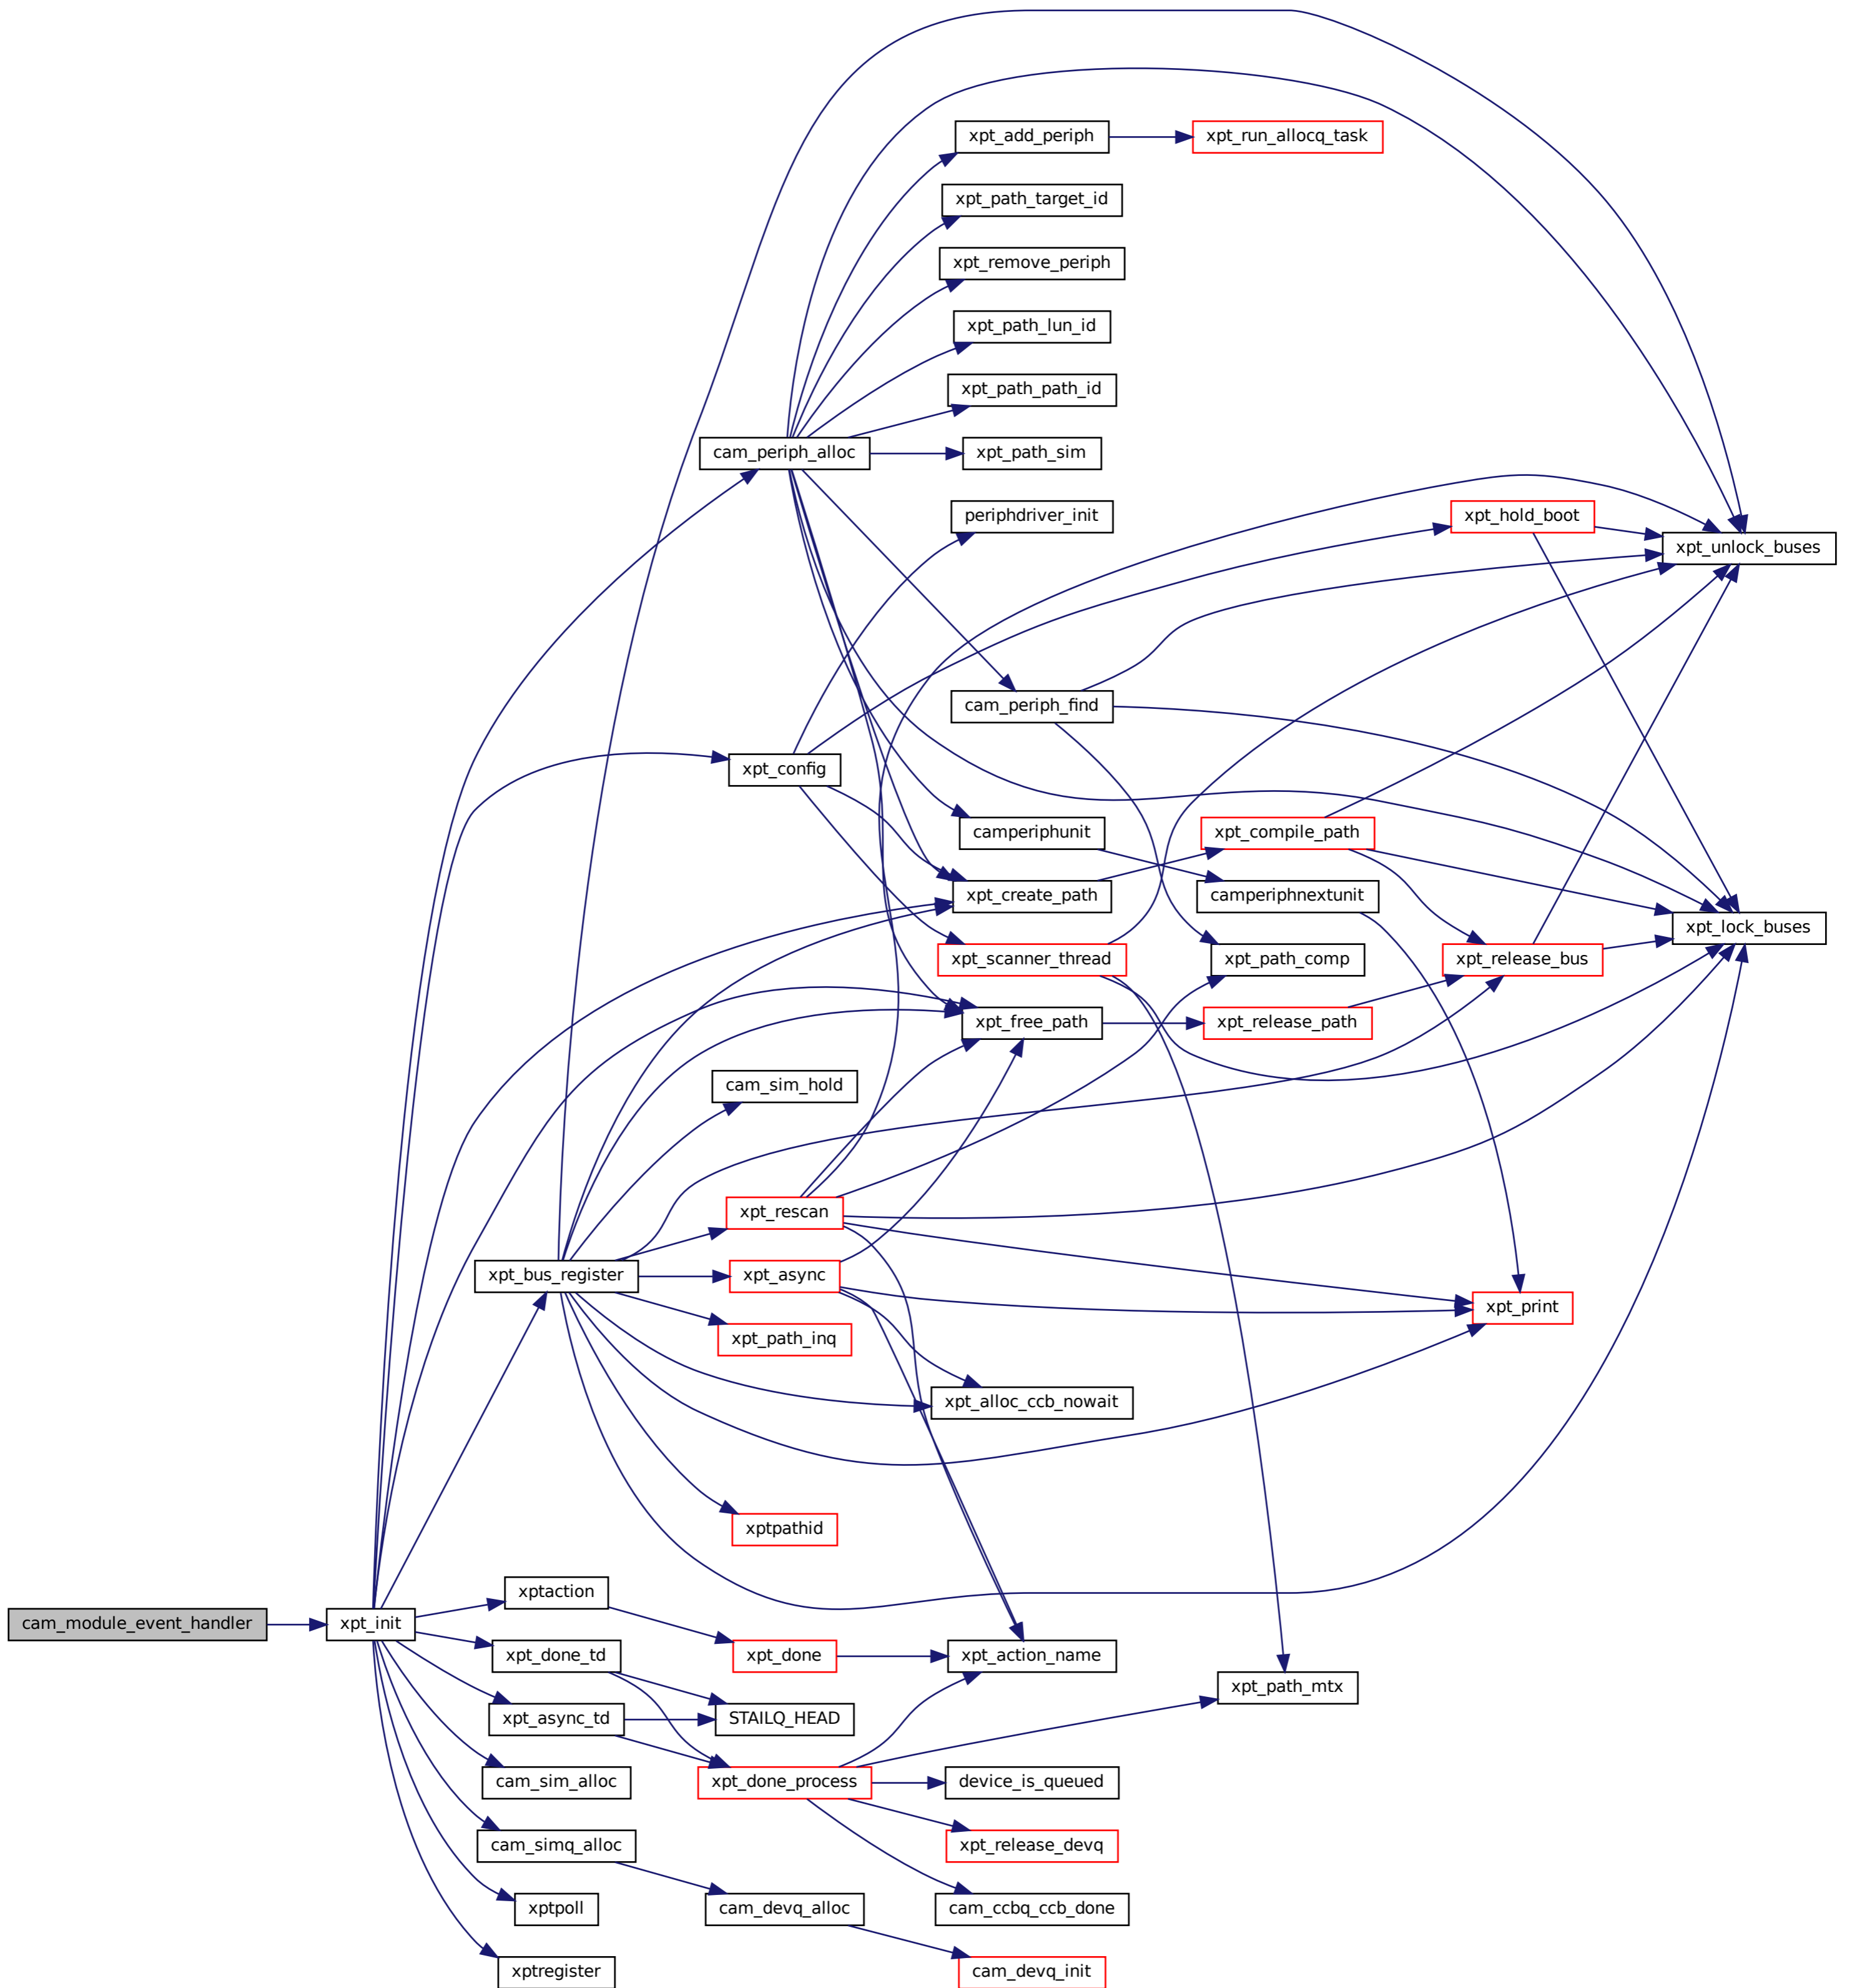 xpt_add_periph
xpt_run_allocq_task
xpt_path_target_id
xpt_remove_periph
xpt_path_lun_id
xpt_path_path_id
cam_periph_alloc
xpt_path_sim
periphdriver_init
xpt_hold_boot
xpt_unlock_buses
cam_periph_find
xpt_config
camperiphunit
xpt_compile_path
xpt_create_path
camperiphnextunit
xpt_lock_buses
xpt_scanner_thread
xpt_path_comp
xpt_release_bus
xpt_free_path
xpt_release_path
cam_sim_hold
xpt_rescan
xpt_bus_register
xpt_async
xpt_print
xpt_path_inq
xpt_alloc_ccb_nowait
xptpathid
xptaction
cam_module_event_handler
xpt_init
xpt_done_td
xpt_done
xpt_action_name
xpt_path_mtx
xpt_async_td
STAILQ_HEAD
cam_sim_alloc
xpt_done_process
device_is_queued
cam_simq_alloc
xpt_release_devq
xptpoll
cam_devq_alloc
cam_ccbq_ccb_done
xptregister
cam_devq_init